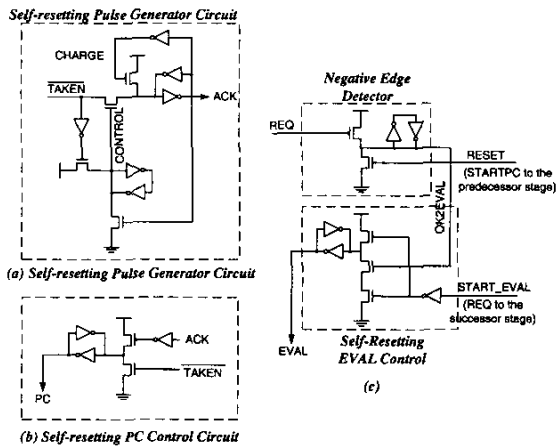 Self-resetting Pulse Generator Circuit
CHARGE
TAKEN
ACK
CONTROL
(a) Self-resetting Pulse Generator Circuit
ACK
TAKEN
PC
(b) Self-resetting PC Control Circuit
Negative Edge
Detector
REQ
RESET
(STARTPC to the
predecessor stage)
OK2EVAL
START_EVAL
(REQ to the
successor stage)
EVAL
Self-Resetting
EVAL Control
(c)